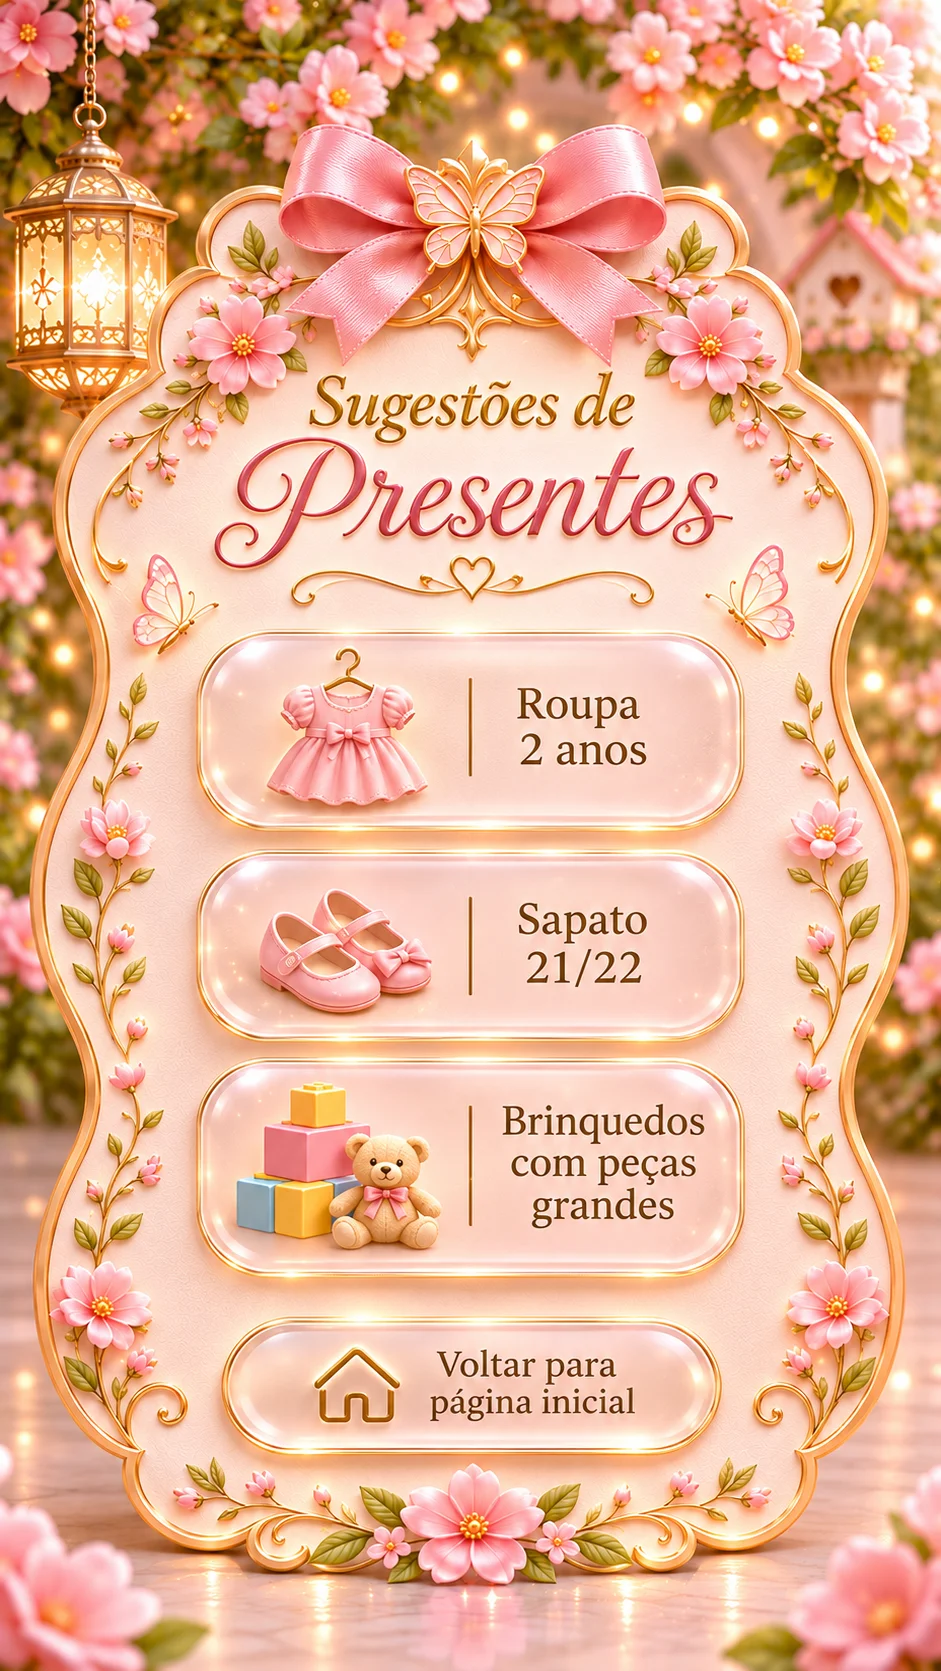 Sugestões de
Presentes
Roupa
2 anos
Sapato
21/22
Brinquedos
com peças
grandes
Voltar para
página inicial